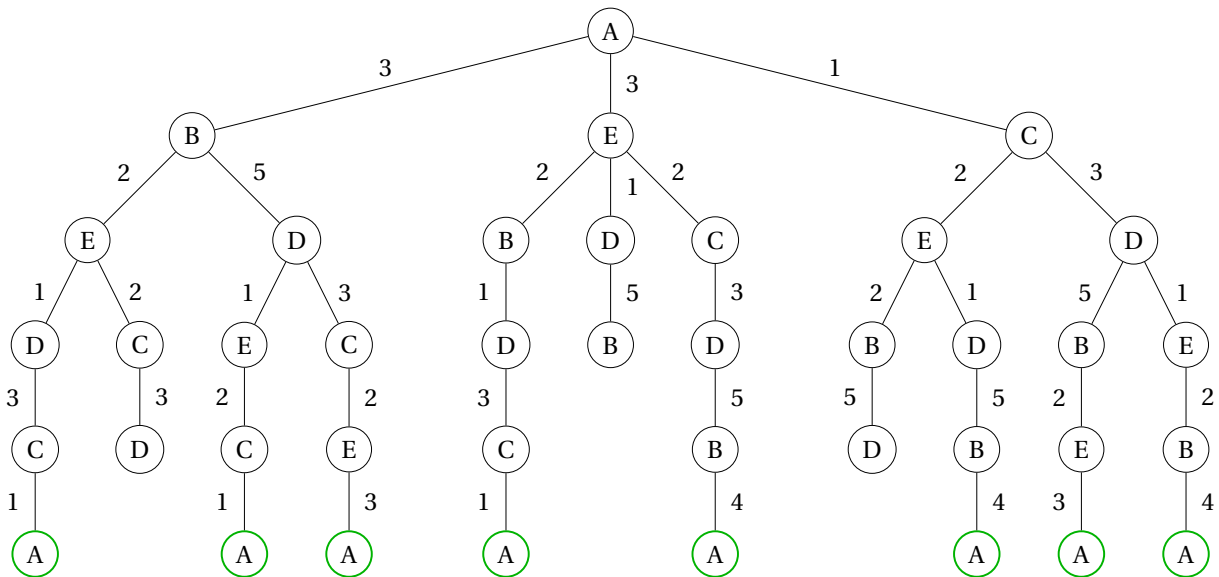 A
3 3 1
B E C
2 5 2 1 2 2 3
E D B D C E D
1 2 1 3 1 5 3 2 1 5 1
D C E C D B D B D B E
3 3 2 2 3 5 5 5 2 2
C D C E C B D B E B
1 1 3 1 4 4 3 4
A A A A A A A A